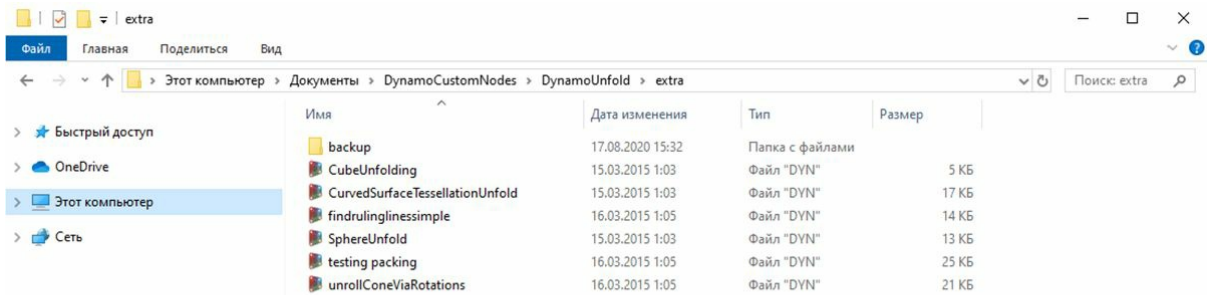 extra
Файл Главная Поделиться Вид
Этот компьютер > Документы > DynamoCustomNodes > DynamoUnfold > extra Поиск: extra
Имя Дата изменения Тип Размер
Быстрый доступ
OneDrive
Этот компьютер
Сеть
backup 17.08.2020 15:32 Папка с файлами
CubeUnfolding 15.03.2015 1:03 Файл "DYN" 5 КБ
CurvedSurfaceTessellationUnfold 15.03.2015 1:03 Файл "DYN" 17 КБ
findrulinglinessimple 16.03.2015 1:05 Файл "DYN" 14 КБ
SphereUnfold 15.03.2015 1:03 Файл "DYN" 13 КБ
testing packing 16.03.2015 1:05 Файл "DYN" 25 КБ
unrollConeViaRotations 16.03.2015 1:05 Файл "DYN" 21 КБ